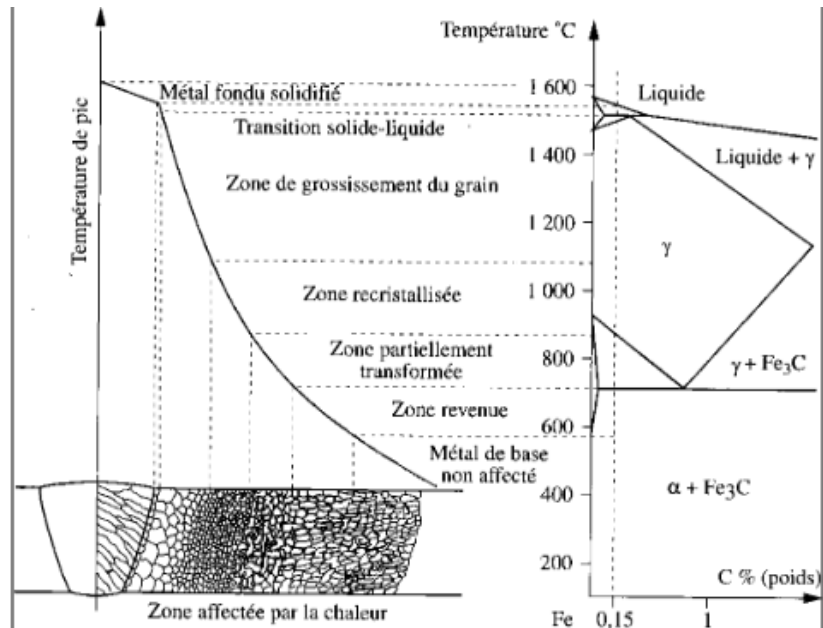 Température °C
Température de pic
Métal fondu solidifié
Transition solide-liquide
Zone de grossissement du grain
Zone recristallisée
Zone partiellement
transformée
Zone revenue
Métal de base
non affecté
Zone affectée par la chaleur
1 600
1 400
1 200
1 000
800
600
400
200
Liquide
Liquide + γ
γ
γ + Fe3C
α + Fe3C
C % (poids)
Fe 0,15 1